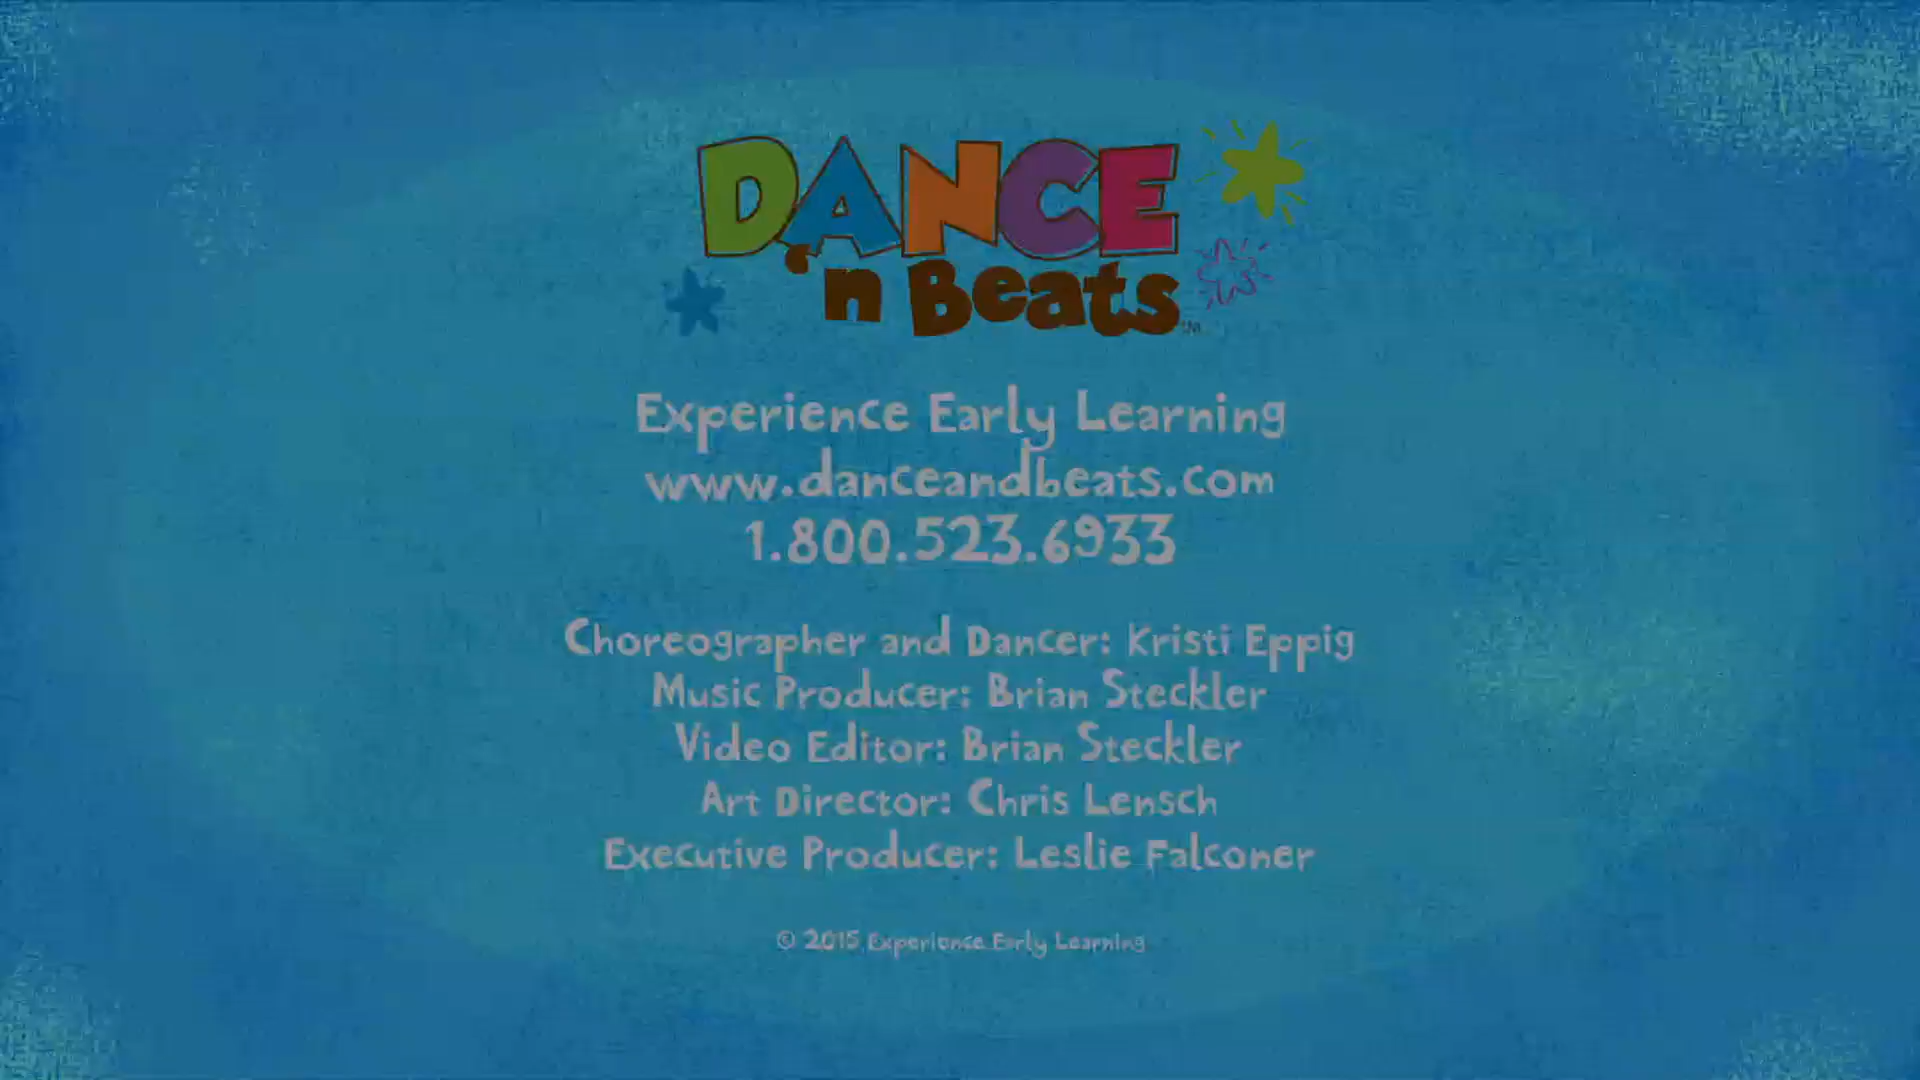 DANCE
'n Beats
TM
Experience Early Learning
www.danceandbeats.com
1.800.523.6933
Choreographer and Dancer: Kristi Eppig
Music Producer: Brian Steckler
Video Editor: Brian Steckler
Art Director: Chris Lensch
Executive Producer: Leslie Falconer
© 2015 Experience Early Learning